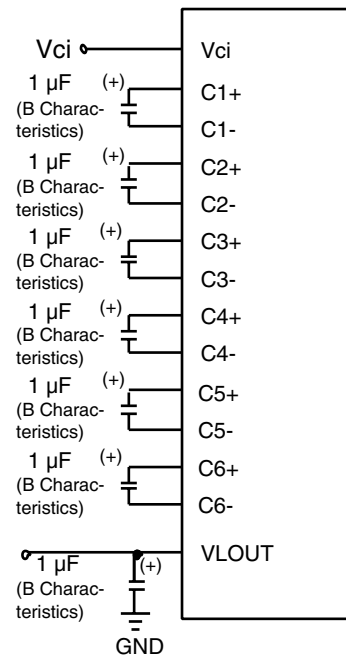 Vci Vci
1 µF (+) C1+
(B Charac-
teristics) C1-
1 µF (+) C2+
(B Charac-
teristics) C2-
1 µF (+) C3+
(B Charac-
teristics) C3-
1 µF (+) C4+
(B Charac-
teristics) C4-
1 µF (+) C5+
(B Charac-
teristics) C5-
1 µF (+) C6+
(B Charac-
teristics) C6-
VLOUT
1 µF (+)
(B Charac-
teristics)
GND